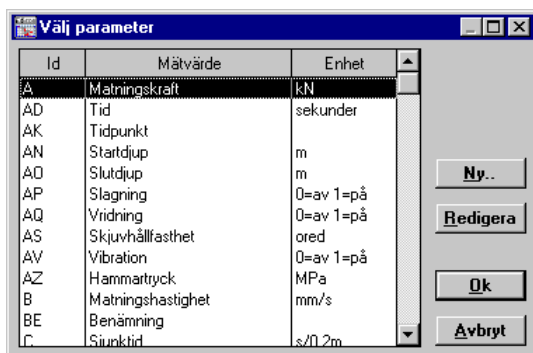 Välj parameter
Id Mätvärde Enhet
A Matningskraft kN
AD Tid sekunder
AK Tidpunkt
AN Startdjup m
AO Slutdjup m
AP Slagning 0=av 1=på
AQ Vridning 0=av 1=på
AS Skjuvhållfasthet ored
AV Vibration 0=av 1=på
AZ Hammartryck MPa
B Matningshastighet mm/s
BE Benämning
C Sjunktid s/0.2m
Ny..
Redigera
Ok
Avbryt